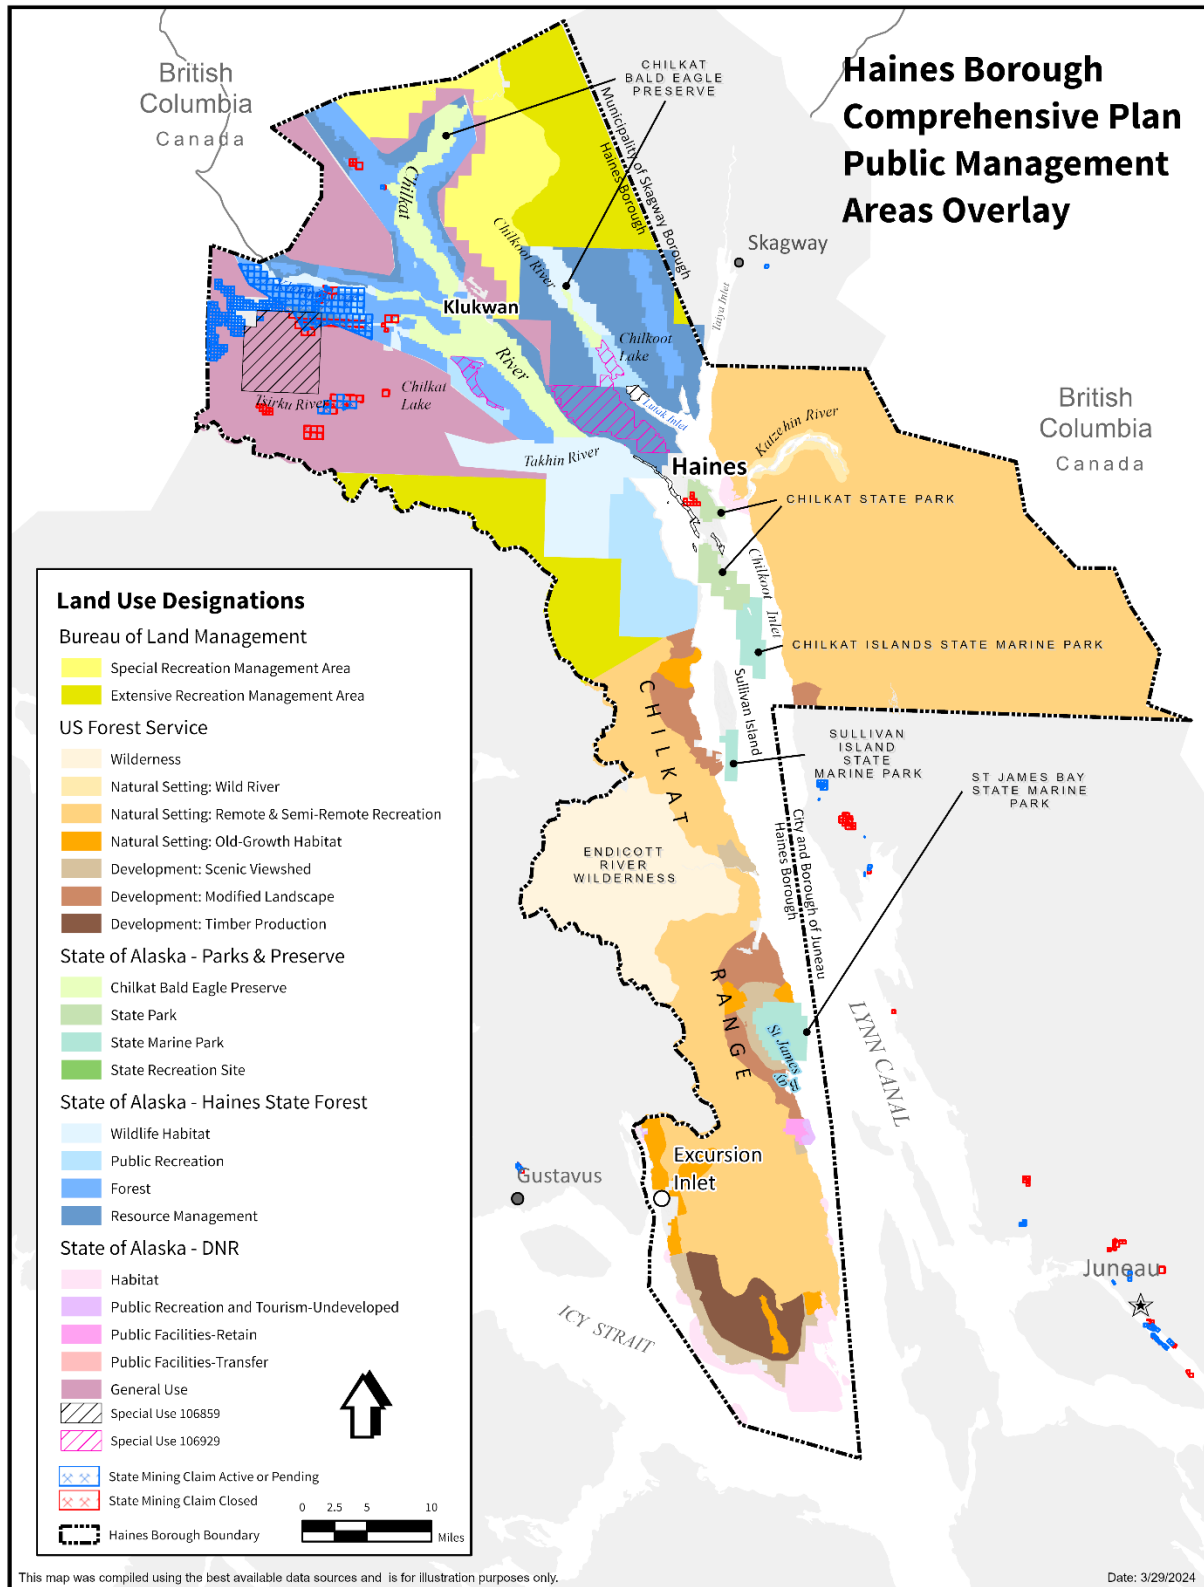 Haines Borough
Comprehensive Plan
Public Management
Areas Overlay
British
Columbia
Canada
CHILKAT
BALD EAGLE
PRESERVE
Municipality of Skagway Borough
Haines Borough
Skagway
Taiya Inlet
Chilkat
River
Chilkoot River
Klukwan
Chilkoot
Lake
Lutak Inlet
Chilkat
Lake
Tsirku River
Takhin River
Haines
Katzehin River
British
Columbia
Canada
CHILKAT STATE PARK
Chilkoot Inlet
CHILKAT ISLANDS STATE MARINE PARK
Sullivan Island
SULLIVAN
ISLAND
STATE
MARINE PARK
ST JAMES BAY
STATE MARINE
PARK
CHILKAT
RANGE
ENDICOTT
RIVER
WILDERNESS
City and Borough of Juneau
Haines Borough
St James
LYNN CANAL
Excursion
Inlet
Gustavus
ICY STRAIT
Juneau
Land Use Designations
Bureau of Land Management
Special Recreation Management Area
Extensive Recreation Management Area
US Forest Service
Wilderness
Natural Setting: Wild River
Natural Setting: Remote & Semi-Remote Recreation
Natural Setting: Old-Growth Habitat
Development: Scenic Viewshed
Development: Modified Landscape
Development: Timber Production
State of Alaska - Parks & Preserve
Chilkat Bald Eagle Preserve
State Park
State Marine Park
State Recreation Site
State of Alaska - Haines State Forest
Wildlife Habitat
Public Recreation
Forest
Resource Management
State of Alaska - DNR
Habitat
Public Recreation and Tourism-Undeveloped
Public Facilities-Retain
Public Facilities-Transfer
General Use
Special Use 106859
Special Use 106929
State Mining Claim Active or Pending
State Mining Claim Closed
Haines Borough Boundary
0 2.5 5 10
Miles
This map was compiled using the best available data sources and is for illustration purposes only.
Date: 3/29/2024